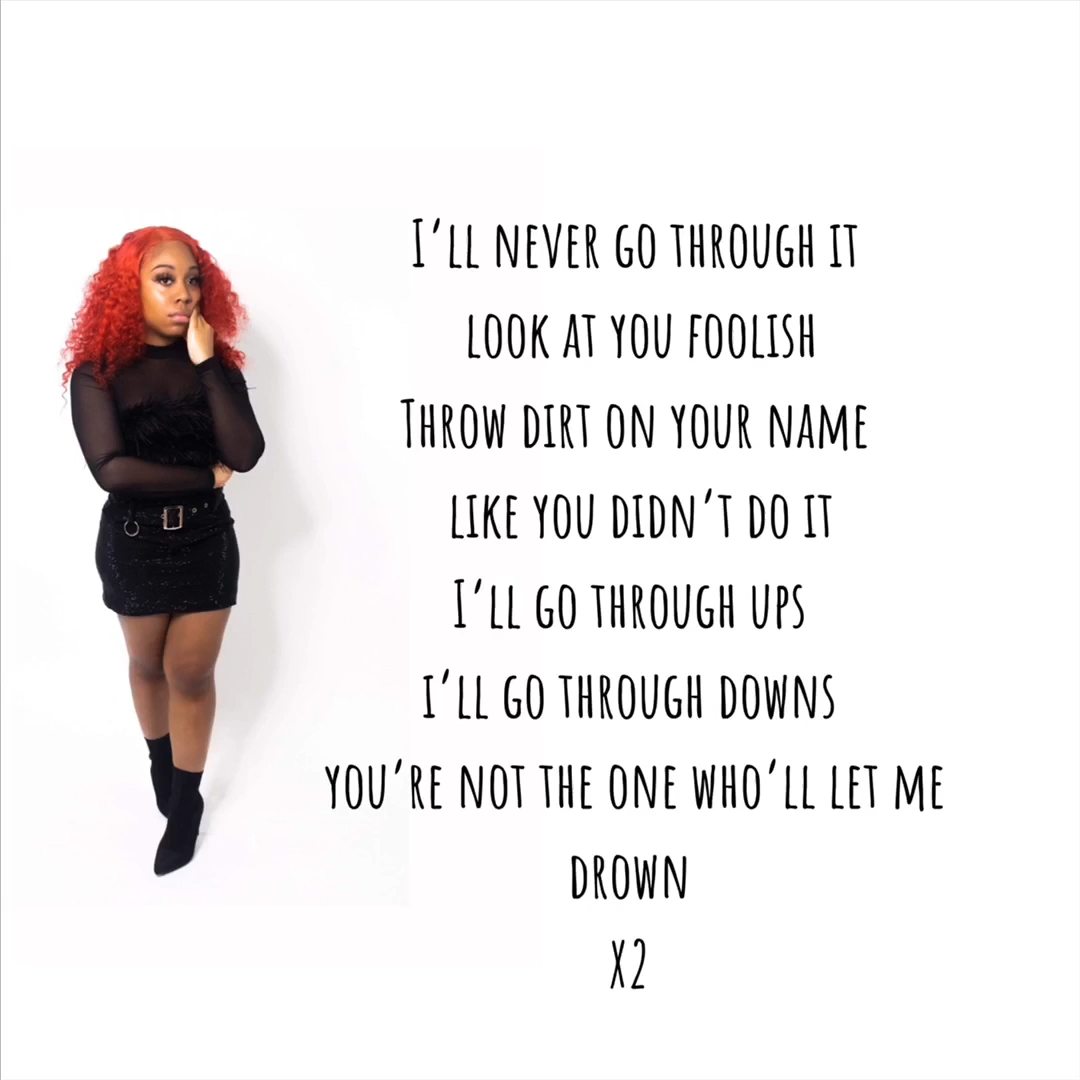 I'LL NEVER GO THROUGH IT
LOOK AT YOU FOOLISH
THROW DIRT ON YOUR NAME
LIKE YOU DIDN'T DO IT
I'LL GO THROUGH UPS
I'LL GO THROUGH DOWNS
YOU'RE NOT THE ONE WHO'LL LET ME
DROWN
X2